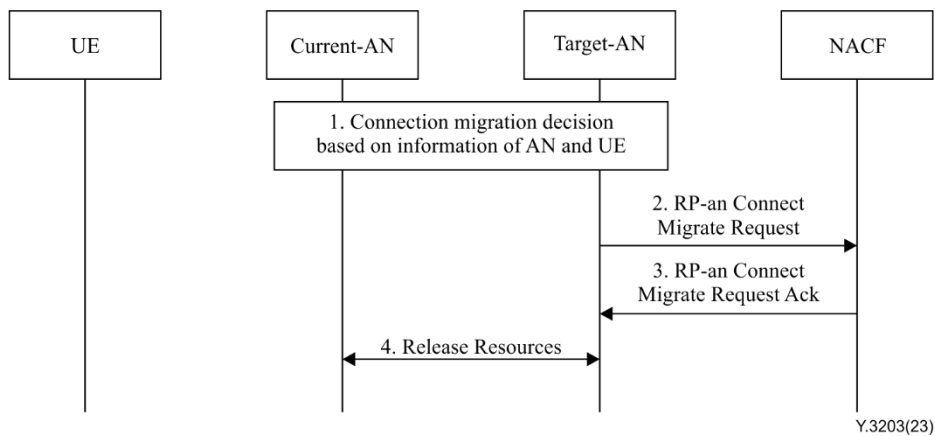 UE
Current-AN
Target-AN
NACF
1. Connection migration decision
based on information of AN and UE
2. RP-an Connect
Migrate Request
3. RP-an Connect
Migrate Request Ack
4. Release Resources
Y.3203(23)